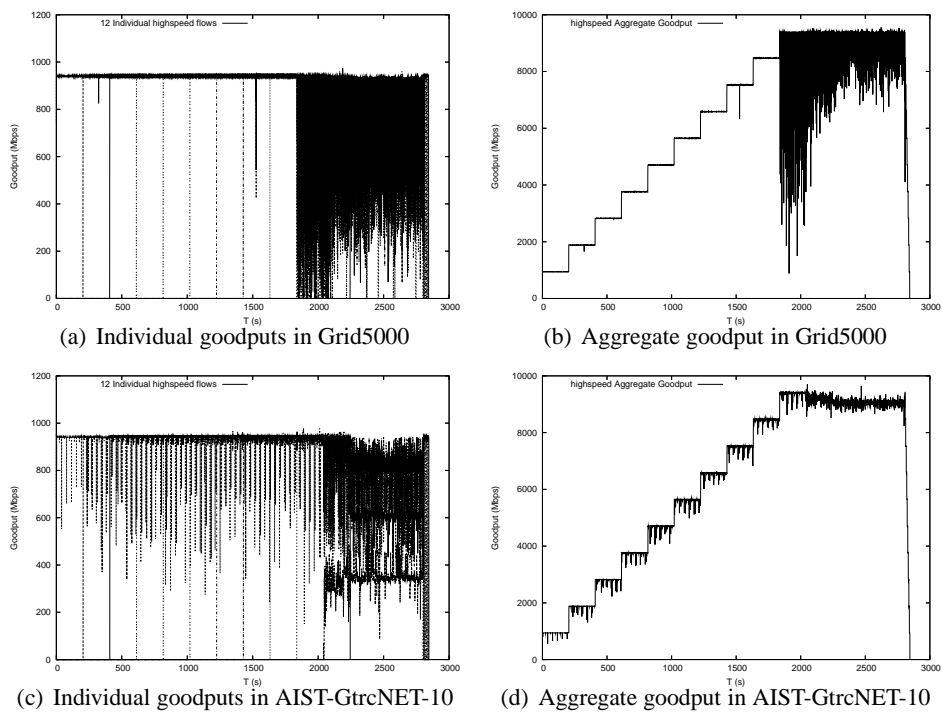 12 Individual highspeed flows
1200
1000
800
600
400
200
0
Goodput (Mbps)
0 500 1000 1500 2000 2500 3000
T (s)
(a) Individual goodputs in Grid5000
highspeed Aggregate Goodput
10000
8000
6000
4000
2000
0
Goodput (Mbps)
0 500 1000 1500 2000 2500 3000
T (s)
(b) Aggregate goodput in Grid5000
12 Individual highspeed flows
1200
1000
800
600
400
200
0
Goodput (Mbps)
0 500 1000 1500 2000 2500 3000
T (s)
(c) Individual goodputs in AIST-GtrcNET-10
highspeed Aggregate Goodput
10000
8000
6000
4000
2000
0
Goodput (Mbps)
0 500 1000 1500 2000 2500 3000
T (s)
(d) Aggregate goodput in AIST-GtrcNET-10